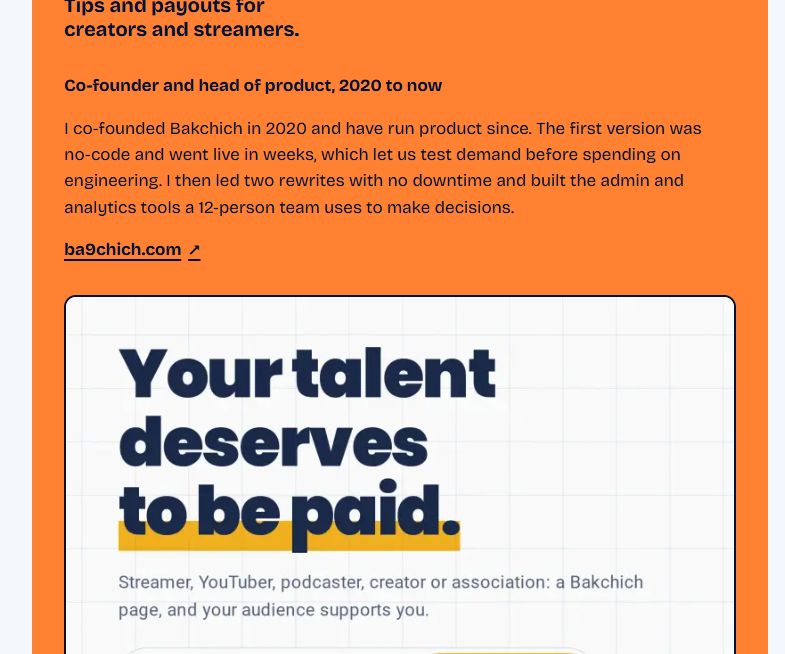 Tips and payouts for
creators and streamers.
Co-founder and head of product, 2020 to now
I co-founded Bakchich in 2020 and have run product since. The first version was
no-code and went live in weeks, which let us test demand before spending on
engineering. I then led two rewrites with no downtime and built the admin and
analytics tools a 12-person team uses to make decisions.
ba9chich.com ↗
Your talent
deserves
to be paid.
Streamer, YouTuber, podcaster, creator or association: a Bakchich
page, and your audience supports you.